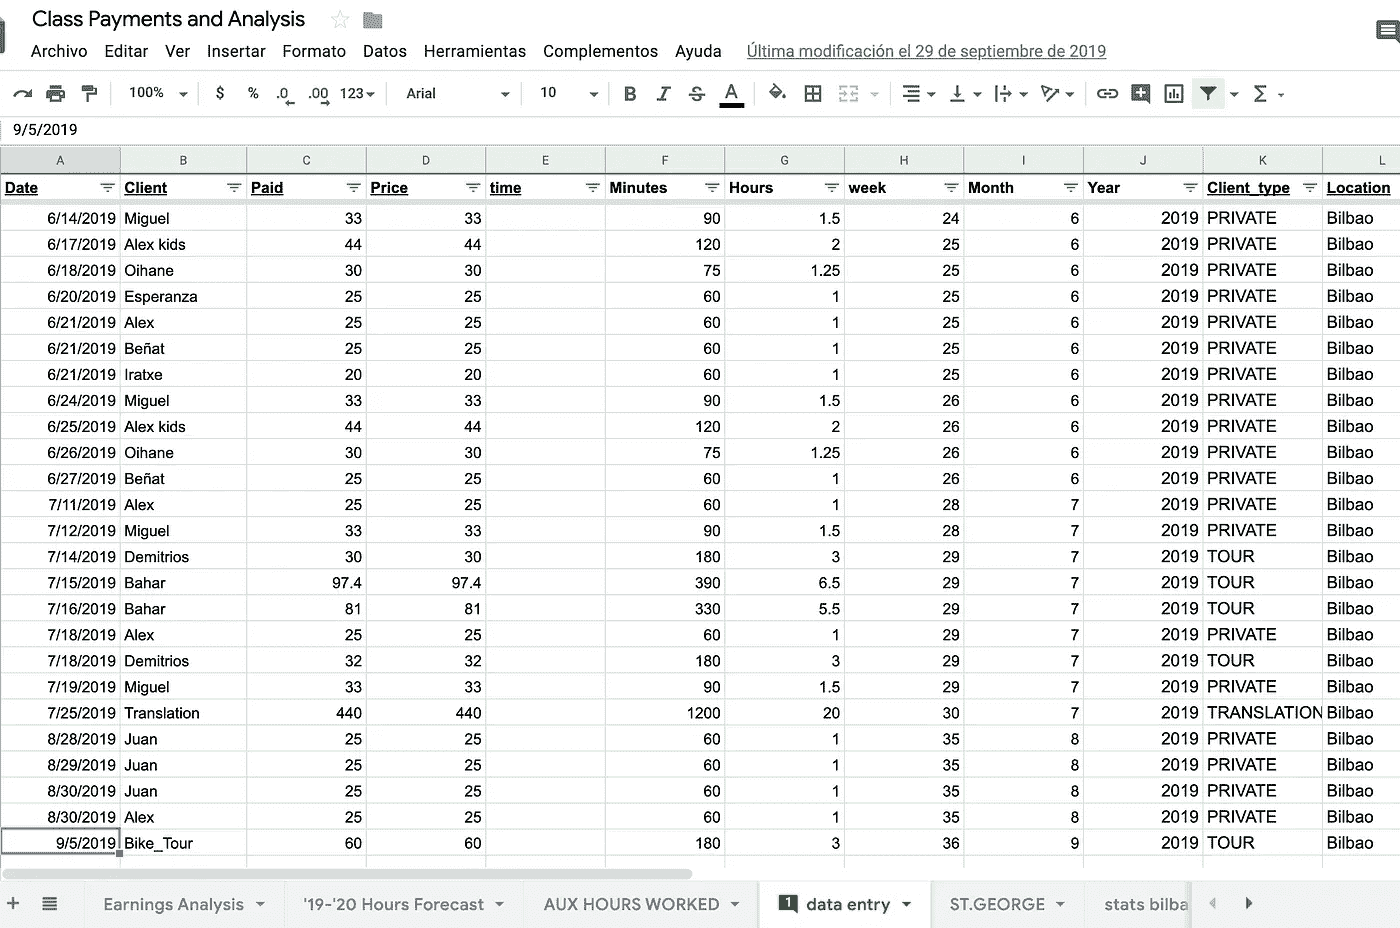 Class Payments and Analysis
Archivo Editar Ver Insertar Formato Datos Herramientas Complementos Ayuda Última modificación el 29 de septiembre de 2019
100% $ % .0 .00 123 Arial 10 B I S A Σ
9/5/2019
A B C D E F G H I J K L
Date Client Paid Price time Minutes Hours week Month Year Client_type Location
6/14/2019 Miguel 33 33 90 1.5 24 6 2019 PRIVATE Bilbao
6/17/2019 Alex kids 44 44 120 2 25 6 2019 PRIVATE Bilbao
6/18/2019 Oihane 30 30 75 1.25 25 6 2019 PRIVATE Bilbao
6/20/2019 Esperanza 25 25 60 1 25 6 2019 PRIVATE Bilbao
6/21/2019 Alex 25 25 60 1 25 6 2019 PRIVATE Bilbao
6/21/2019 Beñat 25 25 60 1 25 6 2019 PRIVATE Bilbao
6/21/2019 Iratxe 20 20 60 1 25 6 2019 PRIVATE Bilbao
6/24/2019 Miguel 33 33 90 1.5 26 6 2019 PRIVATE Bilbao
6/25/2019 Alex kids 44 44 120 2 26 6 2019 PRIVATE Bilbao
6/26/2019 Oihane 30 30 75 1.25 26 6 2019 PRIVATE Bilbao
6/27/2019 Beñat 25 25 60 1 26 6 2019 PRIVATE Bilbao
7/11/2019 Alex 25 25 60 1 28 7 2019 PRIVATE Bilbao
7/12/2019 Miguel 33 33 90 1.5 28 7 2019 PRIVATE Bilbao
7/14/2019 Demitrios 30 30 180 3 29 7 2019 TOUR Bilbao
7/15/2019 Bahar 97.4 97.4 390 6.5 29 7 2019 TOUR Bilbao
7/16/2019 Bahar 81 81 330 5.5 29 7 2019 TOUR Bilbao
7/18/2019 Alex 25 25 60 1 29 7 2019 PRIVATE Bilbao
7/18/2019 Demitrios 32 32 180 3 29 7 2019 TOUR Bilbao
7/19/2019 Miguel 33 33 90 1.5 29 7 2019 PRIVATE Bilbao
7/25/2019 Translation 440 440 1200 20 30 7 2019 TRANSLATION Bilbao
8/28/2019 Juan 25 25 60 1 35 8 2019 PRIVATE Bilbao
8/29/2019 Juan 25 25 60 1 35 8 2019 PRIVATE Bilbao
8/30/2019 Juan 25 25 60 1 35 8 2019 PRIVATE Bilbao
8/30/2019 Alex 25 25 60 1 35 8 2019 PRIVATE Bilbao
9/5/2019 Bike_Tour 60 60 180 3 36 9 2019 TOUR Bilbao
+ Earnings Analysis '19-'20 Hours Forecast AUX HOURS WORKED 1 data entry ST.GEORGE stats bilba